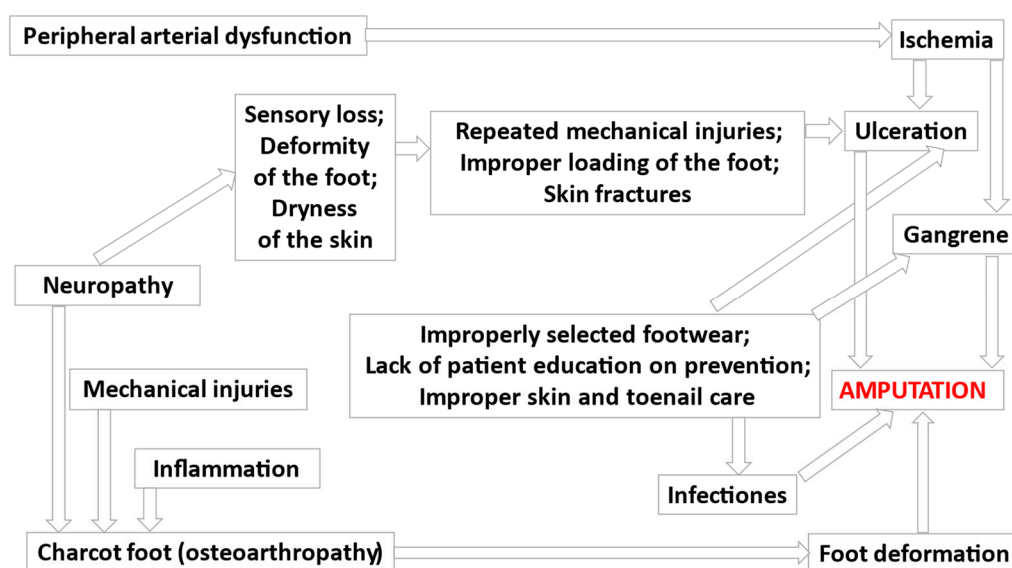 Peripheral arterial dysfunction
Ischemia
Sensory loss;
Deformity
of the foot;
Dryness
of the skin
Repeated mechanical injuries;
Improper loading of the foot;
Skin fractures
Ulceration
Gangrene
Neuropathy
Improperly selected footwear;
Lack of patient education on prevention;
Improper skin and toenail care
Mechanical injuries
AMPUTATION
Inflammation
Infectiones
Charcot foot (osteoarthropathy)
Foot deformation